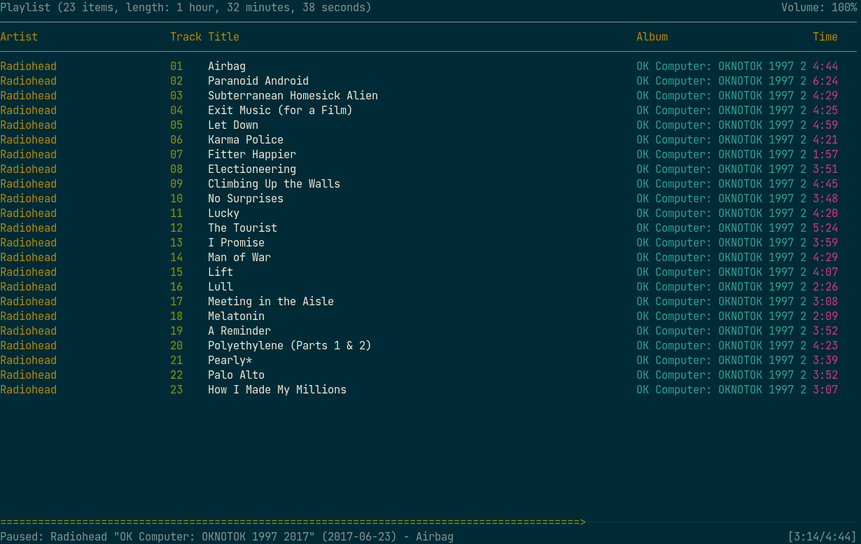 Playlist (23 items, length: 1 hour, 32 minutes, 38 seconds) Volume: 100%
Artist Track Title Album Time
Radiohead 01 Airbag OK Computer: OKNOTOK 1997 2 4:44
Radiohead 02 Paranoid Android OK Computer: OKNOTOK 1997 2 6:24
Radiohead 03 Subterranean Homesick Alien OK Computer: OKNOTOK 1997 2 4:29
Radiohead 04 Exit Music (for a Film) OK Computer: OKNOTOK 1997 2 4:25
Radiohead 05 Let Down OK Computer: OKNOTOK 1997 2 4:59
Radiohead 06 Karma Police OK Computer: OKNOTOK 1997 2 4:21
Radiohead 07 Fitter Happier OK Computer: OKNOTOK 1997 2 1:57
Radiohead 08 Electioneering OK Computer: OKNOTOK 1997 2 3:51
Radiohead 09 Climbing Up the Walls OK Computer: OKNOTOK 1997 2 4:45
Radiohead 10 No Surprises OK Computer: OKNOTOK 1997 2 3:48
Radiohead 11 Lucky OK Computer: OKNOTOK 1997 2 4:20
Radiohead 12 The Tourist OK Computer: OKNOTOK 1997 2 5:24
Radiohead 13 I Promise OK Computer: OKNOTOK 1997 2 3:59
Radiohead 14 Man of War OK Computer: OKNOTOK 1997 2 4:29
Radiohead 15 Lift OK Computer: OKNOTOK 1997 2 4:07
Radiohead 16 Lull OK Computer: OKNOTOK 1997 2 2:26
Radiohead 17 Meeting in the Aisle OK Computer: OKNOTOK 1997 2 3:08
Radiohead 18 Melatonin OK Computer: OKNOTOK 1997 2 2:09
Radiohead 19 A Reminder OK Computer: OKNOTOK 1997 2 3:52
Radiohead 20 Polyethylene (Parts 1 & 2) OK Computer: OKNOTOK 1997 2 4:23
Radiohead 21 Pearly* OK Computer: OKNOTOK 1997 2 3:39
Radiohead 22 Palo Alto OK Computer: OKNOTOK 1997 2 3:52
Radiohead 23 How I Made My Millions OK Computer: OKNOTOK 1997 2 3:07
============================================================================================>
Paused: Radiohead "OK Computer: OKNOTOK 1997 2017" (2017-06-23) - Airbag [3:14/4:44]